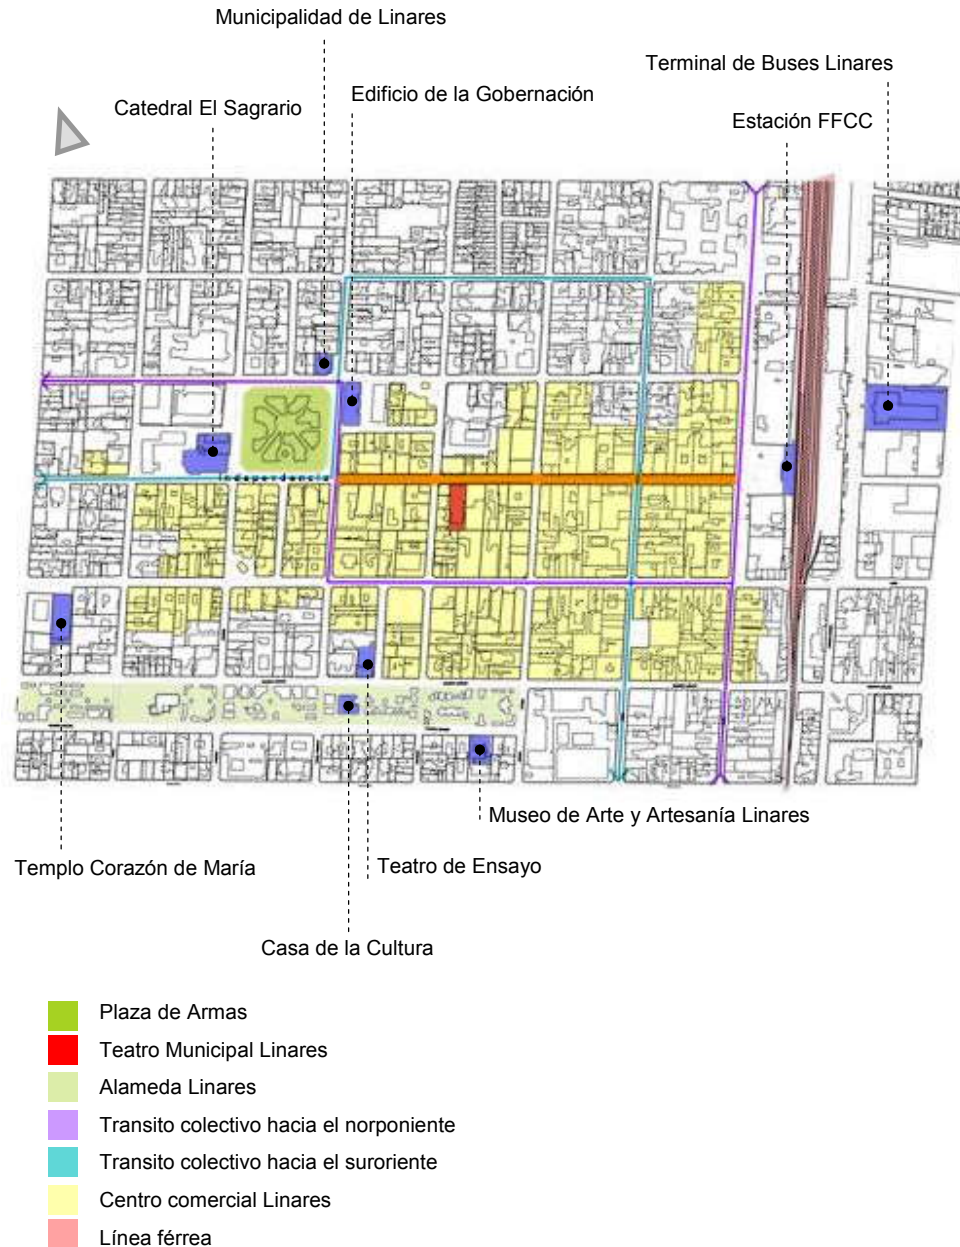 Municipalidad de Linares
Terminal de Buses Linares
Edificio de la Gobernación
Catedral El Sagrario
Estación FFCC
Independencia
Museo de Arte y Artesanía Linares
Templo Corazón de María
Teatro de Ensayo
Casa de la Cultura
Plaza de Armas
Teatro Municipal Linares
Alameda Linares
Transito colectivo hacia el norponiente
Transito colectivo hacia el suroriente
Centro comercial Linares
Línea férrea